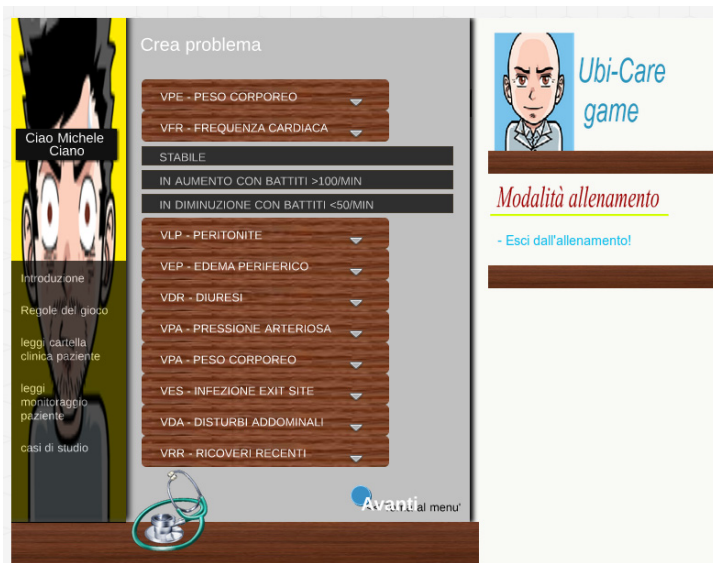 Crea problema
Ciao Michele
Ciano
Introduzione
Regole del gioco
leggi cartella
clinica paziente
leggi
monitoraggio
paziente
casi di studio
VPE - PESO CORPOREO
VFR - FREQUENZA CARDIACA
STABILE
IN AUMENTO CON BATTITI >100/MIN
IN DIMINUZIONE CON BATTITI <50/MIN
VLP - PERITONITE
VEP - EDEMA PERIFERICO
VDR - DIURESI
VPA - PRESSIONE ARTERIOSA
VPA - PESO CORPOREO
VES - INFEZIONE EXIT SITE
VDA - DISTURBI ADDOMINALI
VRR - RICOVERI RECENTI
Avanti
al menu'
Ubi-Care
game
Modalità allenamento
- Esci dall'allenamento!